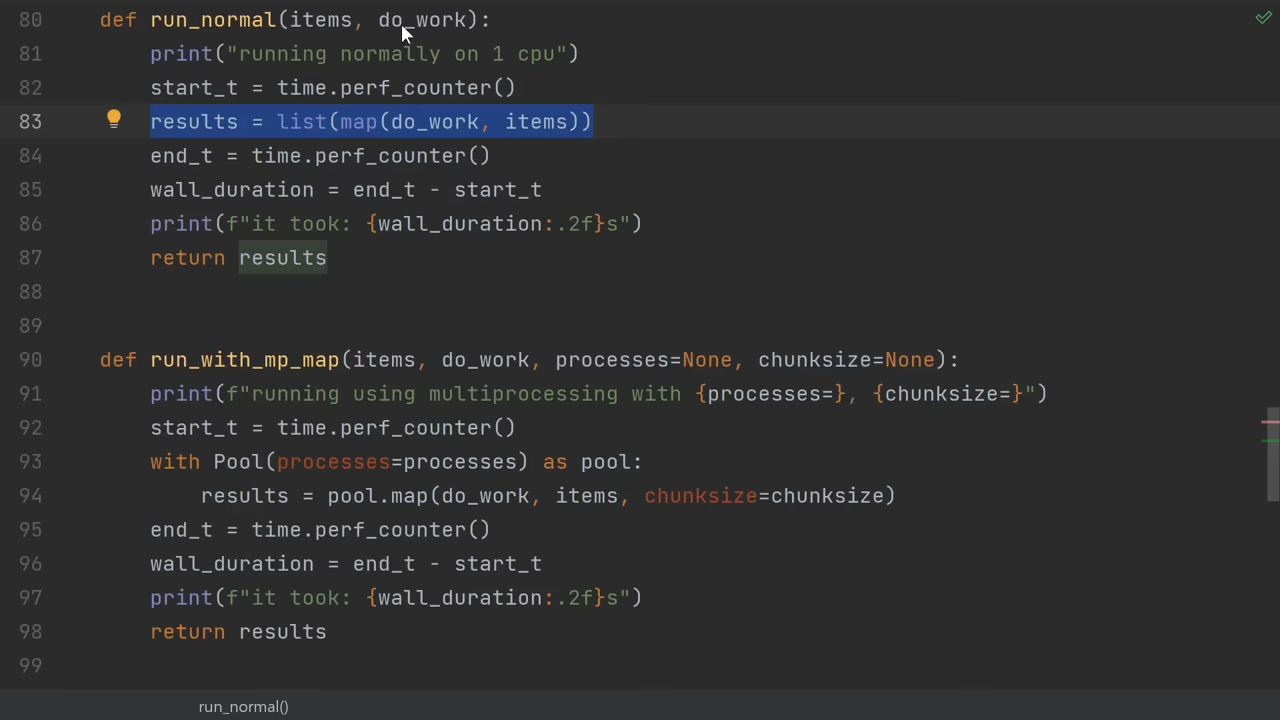 80 def run_normal(items, do_work):
81 print("running normally on 1 cpu")
82 start_t = time.perf_counter()
83 results = list(map(do_work, items))
84 end_t = time.perf_counter()
85 wall_duration = end_t - start_t
86 print(f"it took: {wall_duration:.2f}s")
87 return results
88
89
90 def run_with_mp_map(items, do_work, processes=None, chunksize=None):
91 print(f"running using multiprocessing with {processes=}, {chunksize=}")
92 start_t = time.perf_counter()
93 with Pool(processes=processes) as pool:
94 results = pool.map(do_work, items, chunksize=chunksize)
95 end_t = time.perf_counter()
96 wall_duration = end_t - start_t
97 print(f"it took: {wall_duration:.2f}s")
98 return results
99
run_normal()